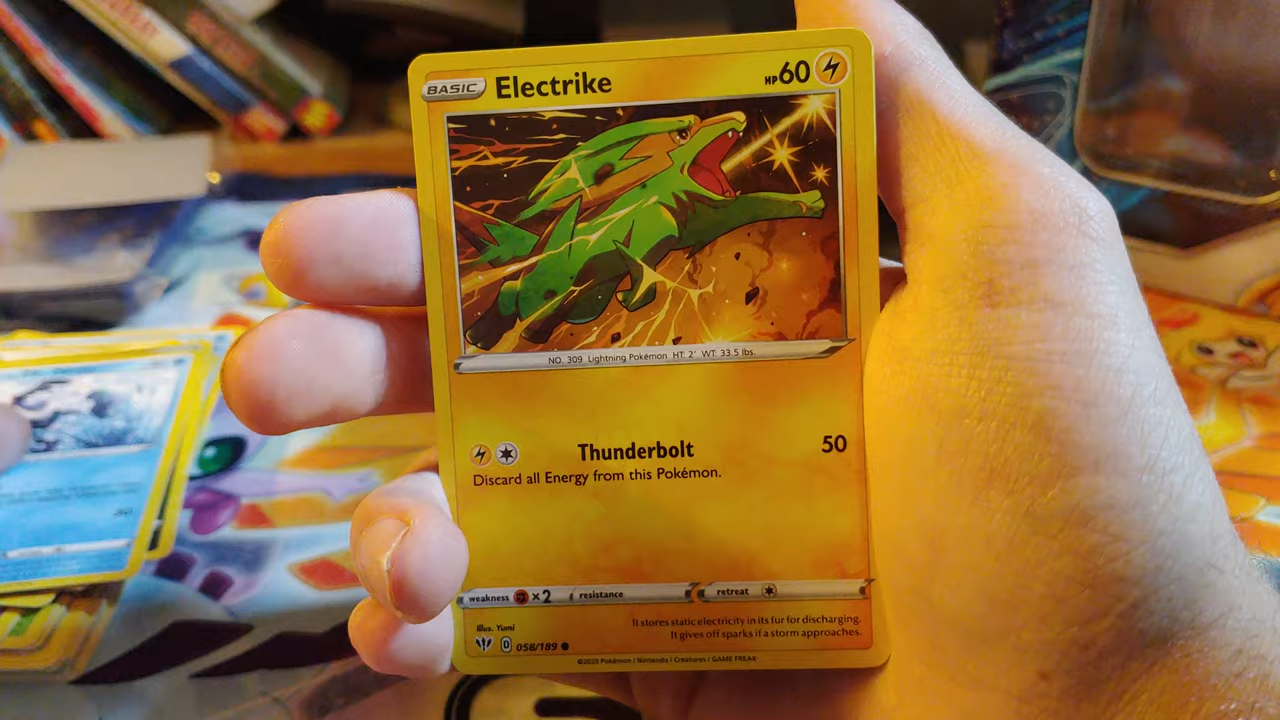 BASIC Electrike HP 60
NO. 309 Lightning Pokémon HT: 2' WT: 33.5 lbs.
Thunderbolt 50
Discard all Energy from this Pokémon.
weakness ×2 resistance retreat
It stores static electricity in its fur for discharging.
It gives off sparks if a storm approaches.
Illus. Yumi
D 058/189
©2020 Pokémon / Nintendo / Creatures / GAME FREAK